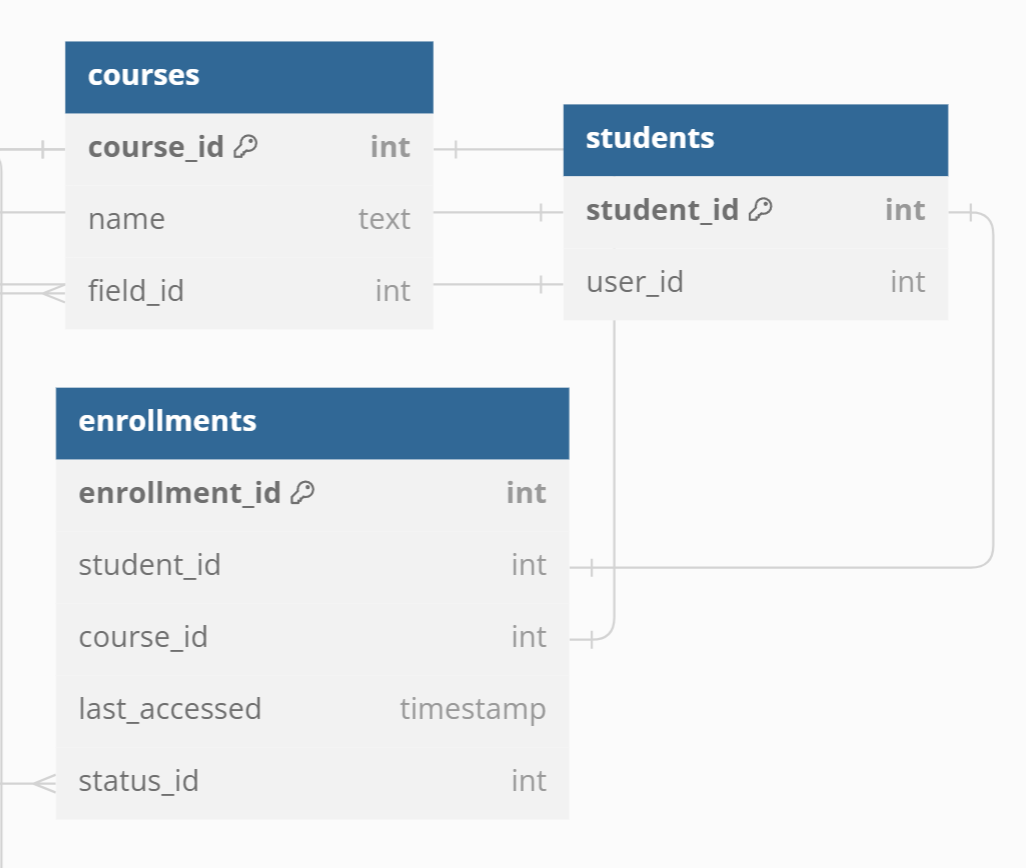 courses
course_id int
name text
field_id int
students
student_id int
user_id int
enrollments
enrollment_id int
student_id int
course_id int
last_accessed timestamp
status_id int